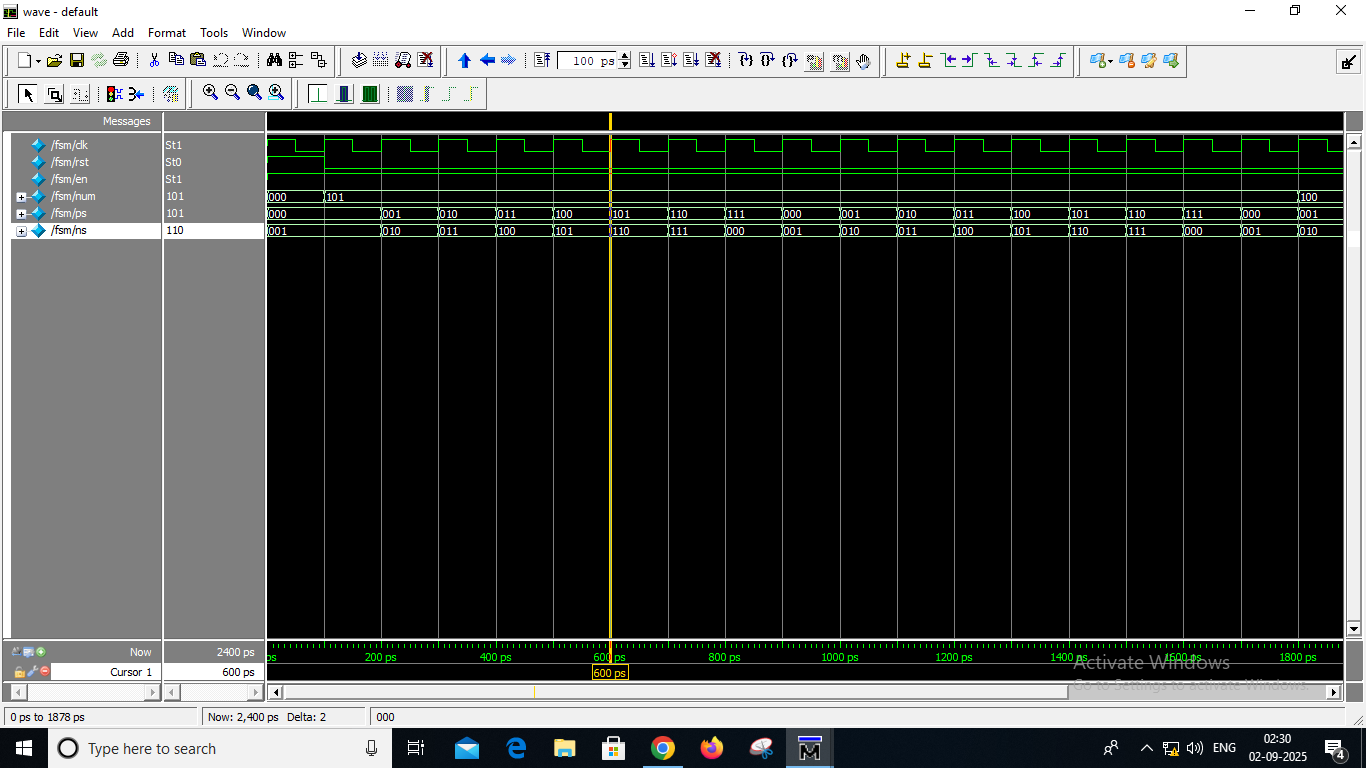 wave - default
File Edit View Add Format Tools Window
100 ps
Messages
/fsm/clk St1
/fsm/rst St0
/fsm/en St1
/fsm/num 101 000 101 100
/fsm/ps 101 000 001 010 011 100 101 110 111 000 001 010 011 100 101 110 111 000 001
/fsm/ns 110 001 010 011 100 101 110 111 000 001 010 011 100 101 110 111 000 001 010
Now 2400 ps ps 200 ps 400 ps 600 ps 800 ps 1000 ps 1200 ps 1400 ps 1600 ps 1800 ps
Activate Windows
Cursor 1 600 ps 600 ps
Go to Settings to activate Windows.
0 ps to 1878 ps Now: 2,400 ps Delta: 2 000
Type here to search
ENG
02:30
02-09-2025
4